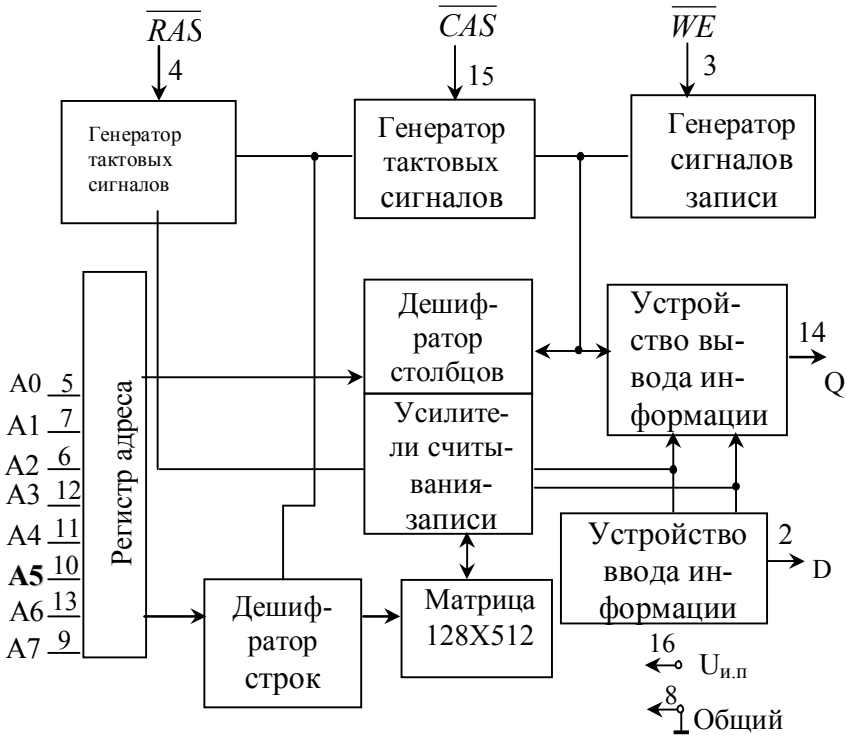 RAS
CAS
WE
4
15
3
Генератор
тактовых
сигналов
Генератор
тактовых
сигналов
Генератор
сигналов
записи
Регистр адреса
A0 5
A1 7
A2 6
A3 12
A4 11
A5 10
A6 13
A7 9
Дешиф-
ратор
столбцов
Усилите-
ли считы-
вания-
записи
Устрой-
ство вы-
вода ин-
формации
14
Q
Устройство
ввода ин-
формации
2
D
Дешиф-
ратор
строк
Матрица
128X512
16
Uи.п
8
Общий